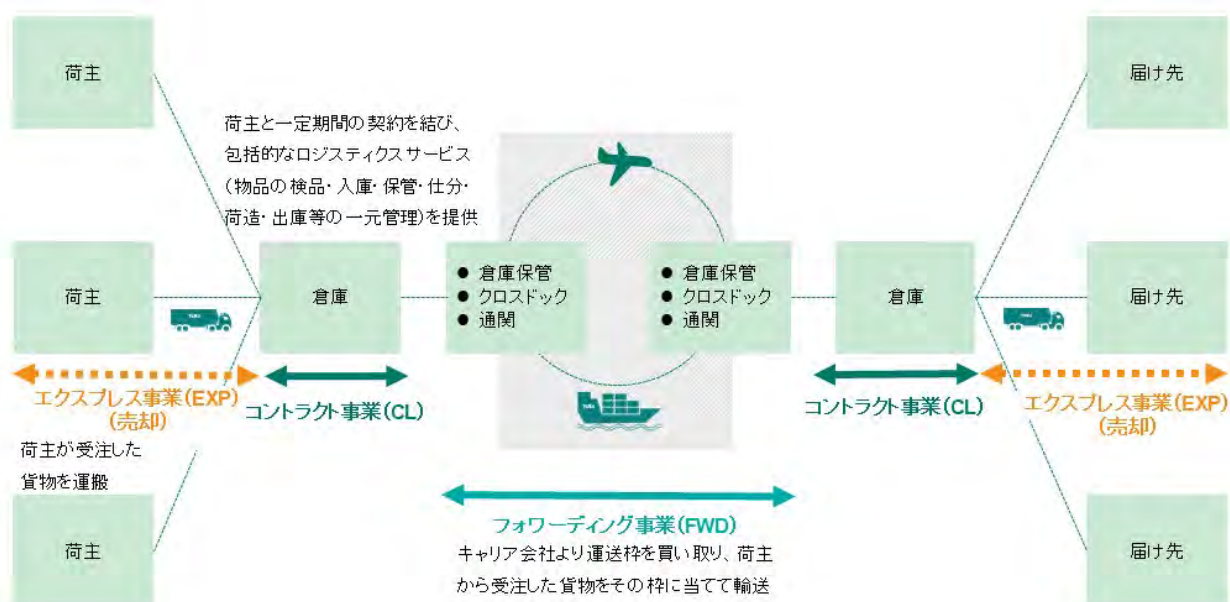 荷主
届け先
荷主と一定期間の契約を結び、
包括的なロジスティクスサービス
(物品の検品・入庫・保管・仕分・
荷造・出庫等の一元管理)を提供
荷主
倉庫
● 倉庫保管
● クロスドック
● 通関
● 倉庫保管
● クロスドック
● 通関
倉庫
届け先
エクスプレス事業(EXP)
(売却)
コントラクト事業(CL)
コントラクト事業(CL)
エクスプレス事業(EXP)
(売却)
荷主が受注した
貨物を運搬
荷主
フォワーディング事業(FWD)
キャリア会社より運送枠を買い取り、荷主
から受注した貨物をその枠に当てて輸送
届け先